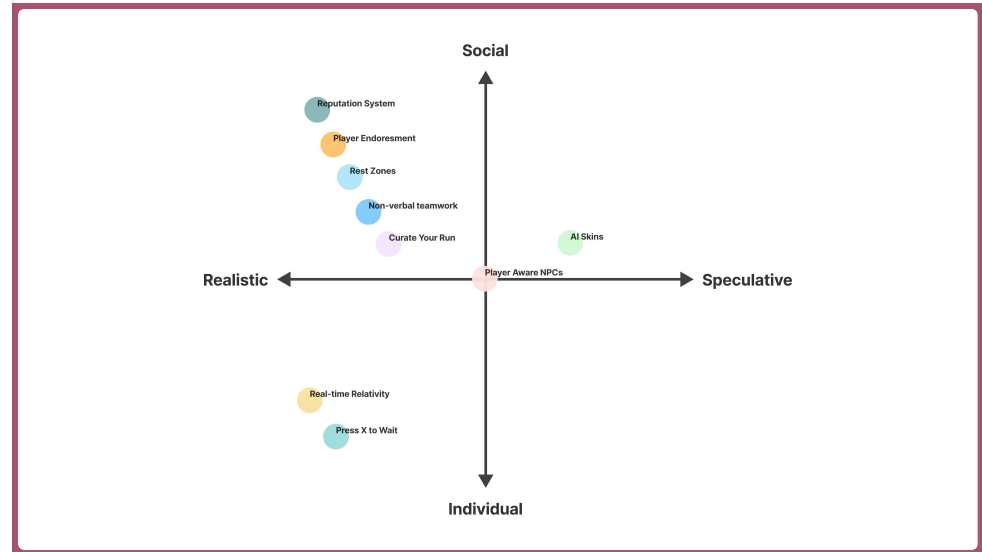 Social
Reputation System
Player Endoresment
Rest Zones
Non-verbal teamwork
Curate Your Run
AI Skins
Player Aware NPCs
Realistic
Speculative
Real-time Relativity
Press X to Wait
Individual